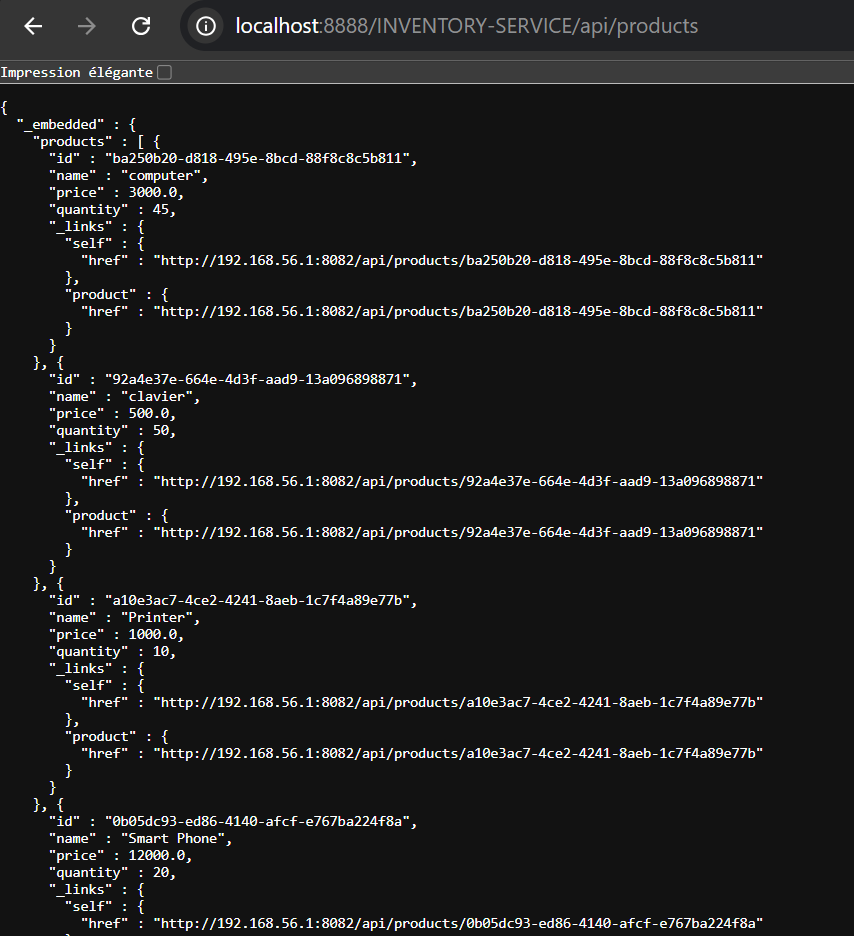 localhost:8888/INVENTORY-SERVICE/api/products
Impression élégante
{
  "_embedded" : {
    "products" : [ {
      "id" : "ba250b20-d818-495e-8bcd-88f8c8c5b811",
      "name" : "computer",
      "price" : 3000.0,
      "quantity" : 45,
      "_links" : {
        "self" : {
          "href" : "http://192.168.56.1:8082/api/products/ba250b20-d818-495e-8bcd-88f8c8c5b811"
        },
        "product" : {
          "href" : "http://192.168.56.1:8082/api/products/ba250b20-d818-495e-8bcd-88f8c8c5b811"
        }
      }
    }, {
      "id" : "92a4e37e-664e-4d3f-aad9-13a096898871",
      "name" : "clavier",
      "price" : 500.0,
      "quantity" : 50,
      "_links" : {
        "self" : {
          "href" : "http://192.168.56.1:8082/api/products/92a4e37e-664e-4d3f-aad9-13a096898871"
        },
        "product" : {
          "href" : "http://192.168.56.1:8082/api/products/92a4e37e-664e-4d3f-aad9-13a096898871"
        }
      }
    }, {
      "id" : "a10e3ac7-4ce2-4241-8aeb-1c7f4a89e77b",
      "name" : "Printer",
      "price" : 1000.0,
      "quantity" : 10,
      "_links" : {
        "self" : {
          "href" : "http://192.168.56.1:8082/api/products/a10e3ac7-4ce2-4241-8aeb-1c7f4a89e77b"
        },
        "product" : {
          "href" : "http://192.168.56.1:8082/api/products/a10e3ac7-4ce2-4241-8aeb-1c7f4a89e77b"
        }
      }
    }, {
      "id" : "0b05dc93-ed86-4140-afcf-e767ba224f8a",
      "name" : "Smart Phone",
      "price" : 12000.0,
      "quantity" : 20,
      "_links" : {
        "self" : {
          "href" : "http://192.168.56.1:8082/api/products/0b05dc93-ed86-4140-afcf-e767ba224f8a"